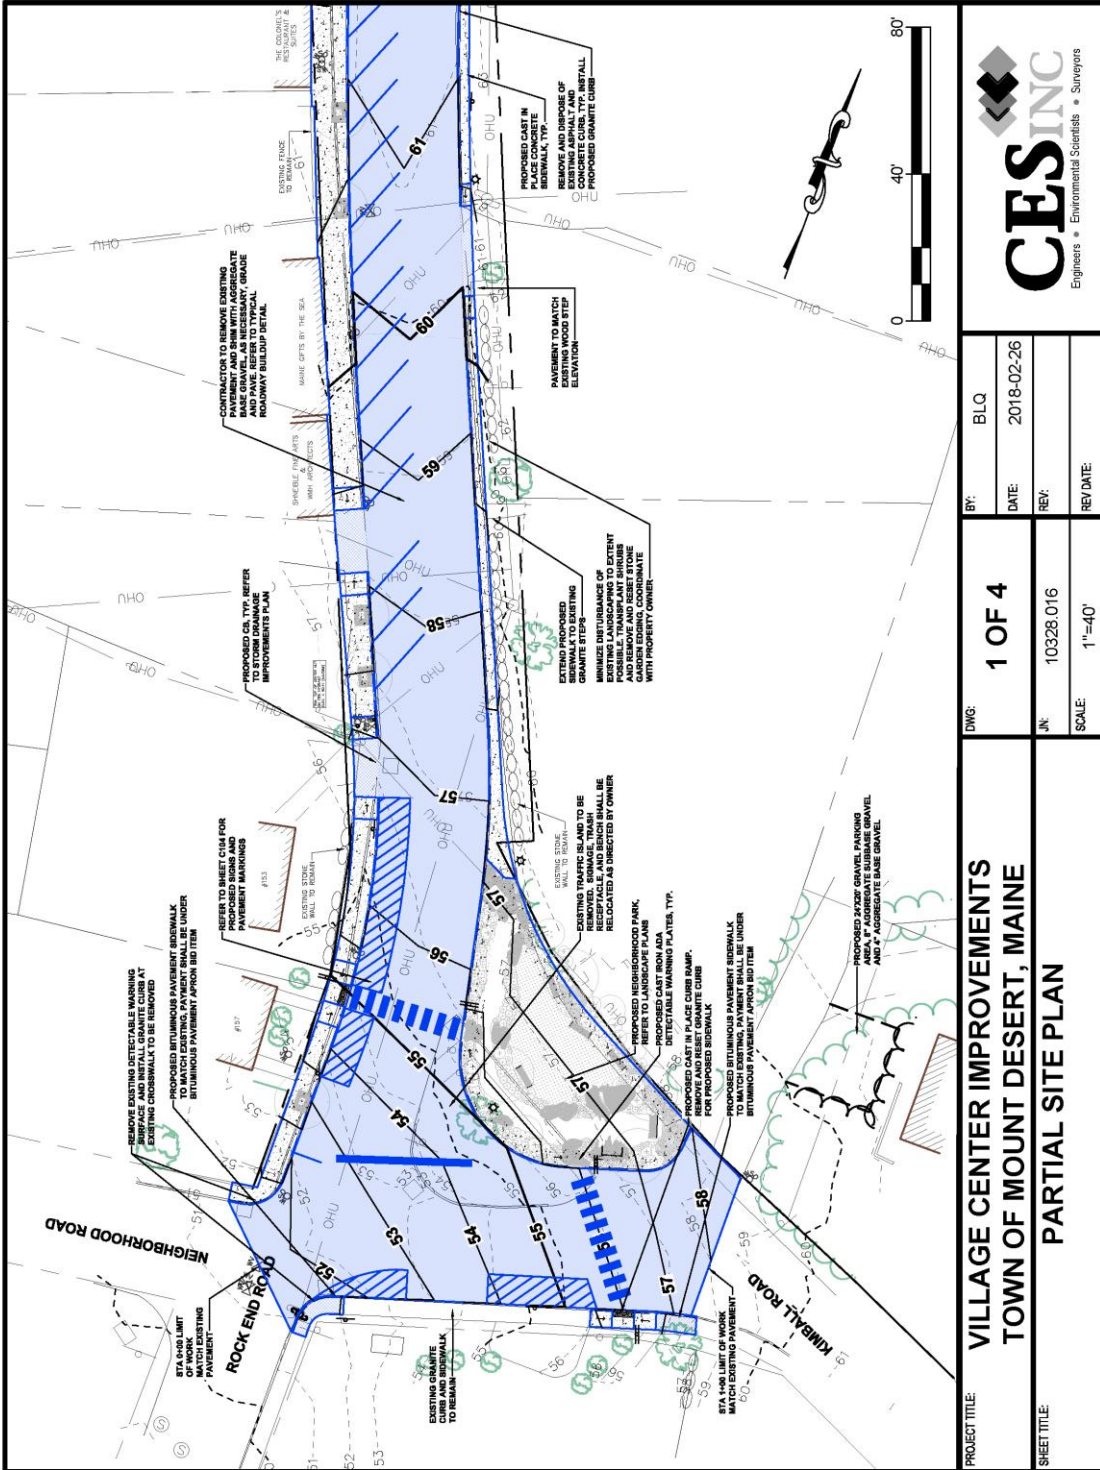 THE COLONEL'S
RESTAURANT &
SUITES
EXISTING FENCE
TO REMAIN
CONTRACTOR TO REMOVE EXISTING
PAVEMENT AND SHIM WITH AGGREGATE
BASE GRAVEL, AS NECESSARY, GRADE
AND PAVE. REFER TO TYPICAL
ROADWAY BUILDUP DETAIL
MAINE GIFTS BY THE SEA
WMH ARCHITECTS
PROPOSED CB, TYP. REFER
TO STORM DRAINAGE
IMPROVEMENTS PLAN
REFER TO SHEET C104 FOR
PROPOSED SIGNS AND
PAVEMENT MARKINGS
#153
EXISTING STONE
WALL TO REMAIN
#157
PROPOSED BITUMINOUS PAVEMENT SIDEWALK
TO MATCH EXISTING, PAYMENT SHALL BE UNDER
BITUMINOUS PAVEMENT APRON BID ITEM
REMOVE EXISTING DETECTABLE WARNING
SURFACE AND INSTALL GRANITE CURB AT
EXISTING CROSSWALK TO BE REMOVED
NEIGHBORHOOD ROAD
ROCK END ROAD
STA 0+00 LIMIT
OF WORK
MATCH EXISTING
PAVEMENT
EXISTING GRANITE
CURB AND SIDEWALK
TO REMAIN
PROPOSED CAST IN
PLACE CONCRETE
SIDEWALK, TYP.
REMOVE AND DISPOSE OF
EXISTING ASPHALT AND
CONCRETE CURB, TYP. INSTALL
PROPOSED GRANITE CURB
PAVEMENT TO MATCH
EXISTING WOOD STEP
ELEVATION
EXTEND PROPOSED
SIDEWALK TO EXISTING
GRANITE STEPS
MINIMIZE DISTURBANCE OF
EXISTING LANDSCAPING TO EXTENT
POSSIBLE. TRANSPLANT SHRUBS
AND REMOVE AND RESET STONE
GARDEN EDGING, COORDINATE
WITH PROPERTY OWNER
EXISTING STONE
WALL TO REMAIN
EXISTING TRAFFIC ISLAND TO BE
REMOVED. SIGNAGE, TRASH
RECEPTACLE, AND BENCH SHALL BE
RELOCATED AS DIRECTED BY OWNER
PROPOSED NEIGHBORHOOD PARK,
REFER TO LANDSCAPE PLANS
PROPOSED CAST IRON ADA
DETECTABLE WARNING PLATES, TYP.
PROPOSED CAST IN PLACE CURB RAMP.
REMOVE AND RESET GRANITE CURB
FOR PROPOSED SIDEWALK
PROPOSED BITUMINOUS PAVEMENT SIDEWALK
TO MATCH EXISTING, PAYMENT SHALL BE UNDER
BITUMINOUS PAVEMENT APRON BID ITEM
PROPOSED 24'X20' GRAVEL PARKING
AND 4" AGGREGATE BASE GRAVEL
STA 1+00 LIMIT OF WORK
MATCH EXISTING PAVEMENT
KIMBALL ROAD
61
60
59
58
57
56
55
54
53
52
57
57
55
54
53
58
57
OHU
0
40'
80'
PROJECT TITLE:
VILLAGE CENTER IMPROVEMENTS
TOWN OF MOUNT DESERT, MAINE
SHEET TITLE:
PARTIAL SITE PLAN
DWG:
1 OF 4
JN:
10328.016
SCALE:
1"=40'
BY:
BLQ
DATE:
2018-02-26
REV:
REV DATE:
CESINC
Engineers • Environmental Scientists • Surveyors